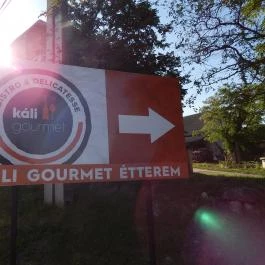 BISTRO & DELICATESSE
káli
gourmet
LI GOURMET ÉTTEREM